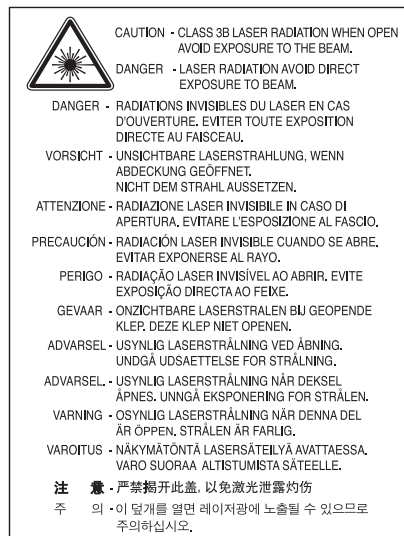 CAUTION - CLASS 3B LASER RADIATION WHEN OPEN
AVOID EXPOSURE TO THE BEAM.
DANGER - LASER RADIATION AVOID DIRECT
EXPOSURE TO BEAM.
DANGER - RADIATIONS INVISIBLES DU LASER EN CAS
D'OUVERTURE. EVITER TOUTE EXPOSITION
DIRECTE AU FAISCEAU.
VORSICHT - UNSICHTBARE LASERSTRAHLUNG, WENN
ABDECKUNG GEÖFFNET.
NICHT DEM STRAHL AUSSETZEN.
ATTENZIONE - RADIAZIONE LASER INVISIBILE IN CASO DI
APERTURA. EVITARE L'ESPOSIZIONE AL FASCIO.
PRECAUCIÓN - RADIACIÓN LASER INVISIBLE CUANDO SE ABRE.
EVITAR EXPONERSE AL RAYO.
PERIGO - RADIAÇÃO LASER INVISÍVEL AO ABRIR. EVITE
EXPOSIÇÃO DIRECTA AO FEIXE.
GEVAAR - ONZICHTBARE LASERSTRALEN BIJ GEOPENDE
KLEP. DEZE KLEP NIET OPENEN.
ADVARSEL - USYNLIG LASERSTRÅLNING VED ÅBNING.
UNDGÅ UDSAETTELSE FOR STRÅLNING.
ADVARSEL. - USYNLIG LASERSTRÅLNING NÅR DEKSEL
ÅPNES. UNNGÅ EKSPONERING FOR STRÅLEN.
VARNING - OSYNLIG LASERSTRÅLNING NÄR DENNA DEL
ÄR ÖPPEN. STRÅLEN ÄR FARLIG.
VAROITUS - NÄKYMÄTÖNTÄ LASERSÄTEILYÄ AVATTAESSA.
VARO SUORAA ALTISTUMISTA SÄTEELLE.
注 意 - 严禁揭开此盖, 以免激光泄露灼伤
주 의 - 이 덮개를 열면 레이저광에 노출될 수 있으므로
주의하십시오.